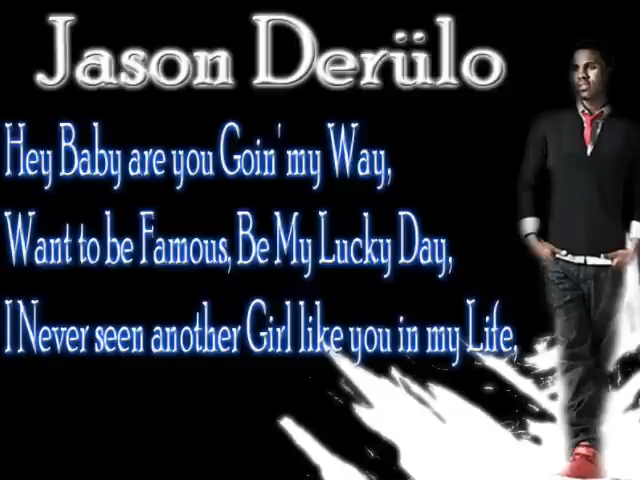 Jason Derülo
Hey Baby are you Goin' my Way,
Want to be Famous, Be My Lucky Day,
I Never seen another Girl like you in my Life,